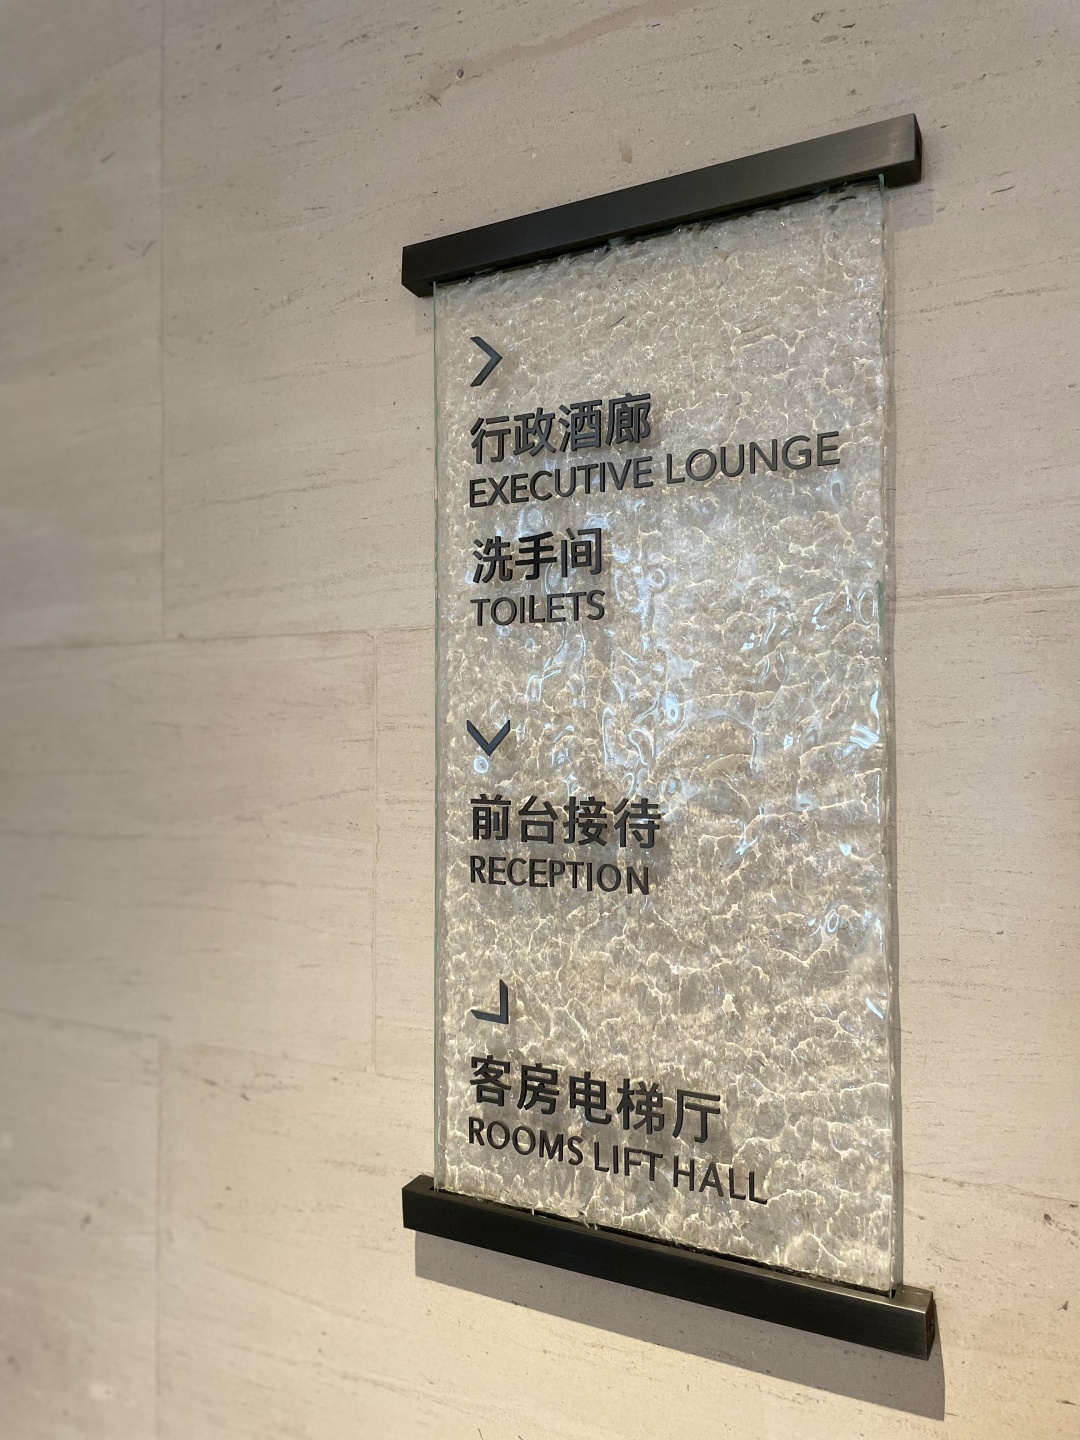 行政酒廊
EXECUTIVE LOUNGE
洗手间
TOILETS
前台接待
RECEPTION
客房电梯厅
ROOMS LIFT HALL